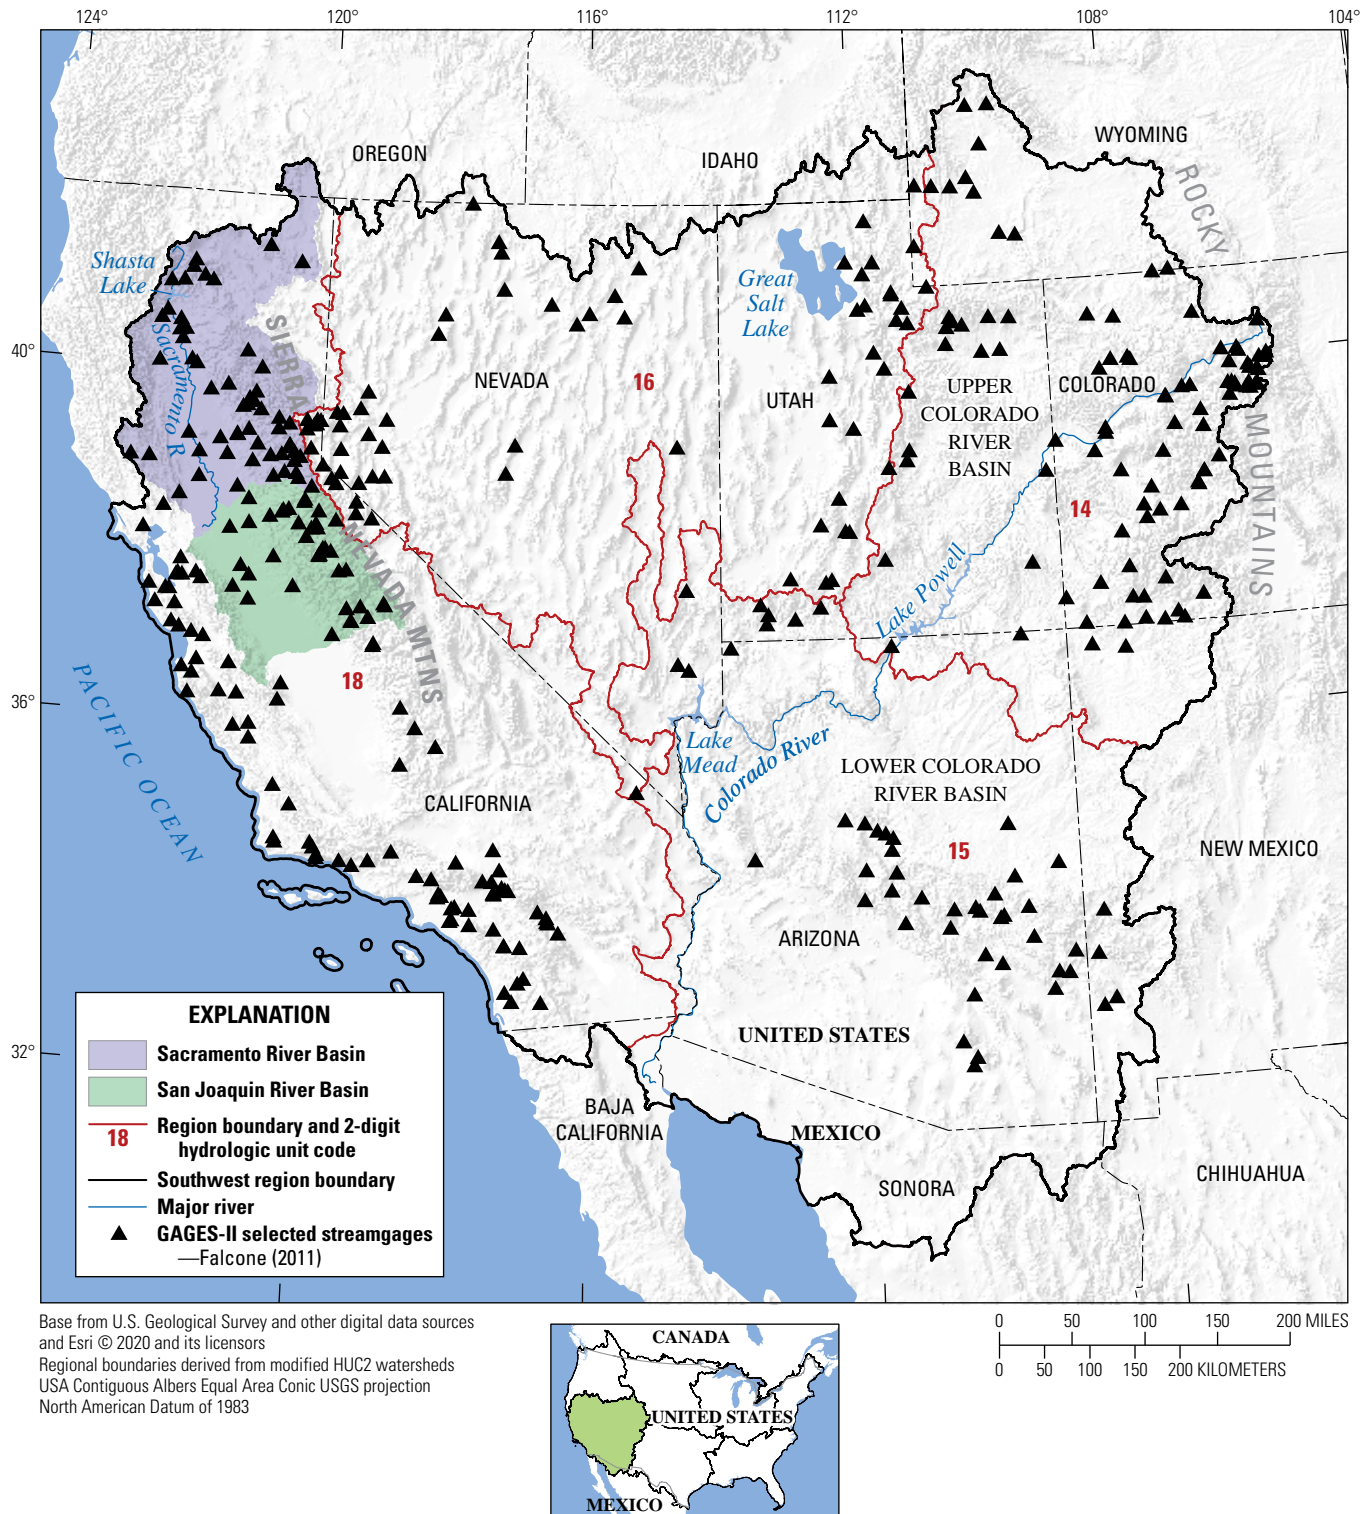 124°
120°
116°
112°
108°
104°
OREGON
IDAHO
WYOMING
ROCKY
MOUNTAINS
Shasta
Lake
Sacramento R
SIERRA
NEVADA MTNS
Great
Salt
Lake
40°
NEVADA
16
UTAH
UPPER
COLORADO
RIVER
BASIN
COLORADO
14
Lake Powell
36°
18
PACIFIC OCEAN
Lake
Mead
Colorado River
CALIFORNIA
LOWER COLORADO
RIVER BASIN
15
NEW MEXICO
ARIZONA
32°
UNITED STATES
BAJA
CALIFORNIA
MEXICO
SONORA
CHIHUAHUA
EXPLANATION
Sacramento River Basin
San Joaquin River Basin
18
Region boundary and 2-digit
hydrologic unit code
Southwest region boundary
Major river
GAGES-II selected streamgages
—Falcone (2011)
Base from U.S. Geological Survey and other digital data sources
and Esri © 2020 and its licensors
Regional boundaries derived from modified HUC2 watersheds
USA Contiguous Albers Equal Area Conic USGS projection
North American Datum of 1983
CANADA
UNITED STATES
MEXICO
0 50 100 150 200 MILES
0 50 100 150 200 KILOMETERS